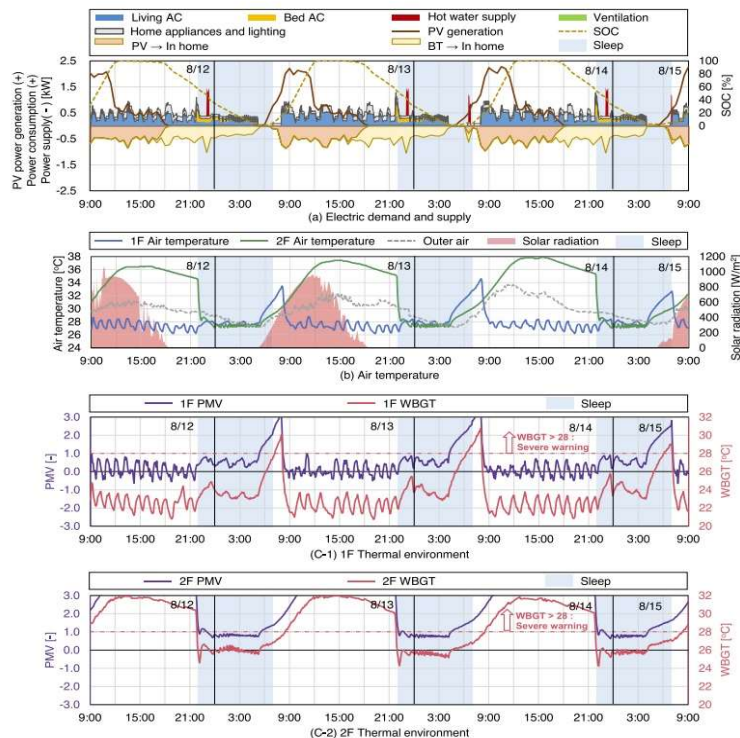 Living AC Bed AC Hot water supply Ventilation
Home appliances and lighting PV generation SOC
PV → In home BT → In home Sleep
PV power generation (+)
Power consumption (+)
Power supply( - ) [kW]
2.5
1.5
0.5
-0.5
-1.5
-2.5
8/12 8/13 8/14 8/15
100
80
60
40
20
0
SOC [%]
9:00 15:00 21:00 3:00 9:00 15:00 21:00 3:00 9:00 15:00 21:00 3:00 9:00
(a) Electric demand and supply
1F Air temperature 2F Air temperature Outer air Solar radiation Sleep
Air temperature [°C]
38
36
34
32
30
28
26
24
8/12 8/13 8/14 8/15
1200
1000
800
600
400
200
0
Solar radiation [W/m²]
9:00 15:00 21:00 3:00 9:00 15:00 21:00 3:00 9:00 15:00 21:00 3:00 9:00
(b) Air temperature
1F PMV 1F WBGT Sleep
PMV [-]
3.0
2.0
1.0
0.0
-1.0
-2.0
-3.0
8/12 8/13 8/14 8/15
WBGT > 28 :
Severe warning
32
30
28
26
24
22
20
WBGT [°C]
9:00 15:00 21:00 3:00 9:00 15:00 21:00 3:00 9:00 15:00 21:00 3:00 9:00
(C-1) 1F Thermal environment
2F PMV 2F WBGT Sleep
PMV [-]
3.0
2.0
1.0
0.0
-1.0
-2.0
-3.0
8/12 8/13 8/14 8/15
WBGT > 28 :
Severe warning
32
30
28
26
24
22
20
WBGT [°C]
9:00 15:00 21:00 3:00 9:00 15:00 21:00 3:00 9:00 15:00 21:00 3:00 9:00
(C-2) 2F Thermal environment